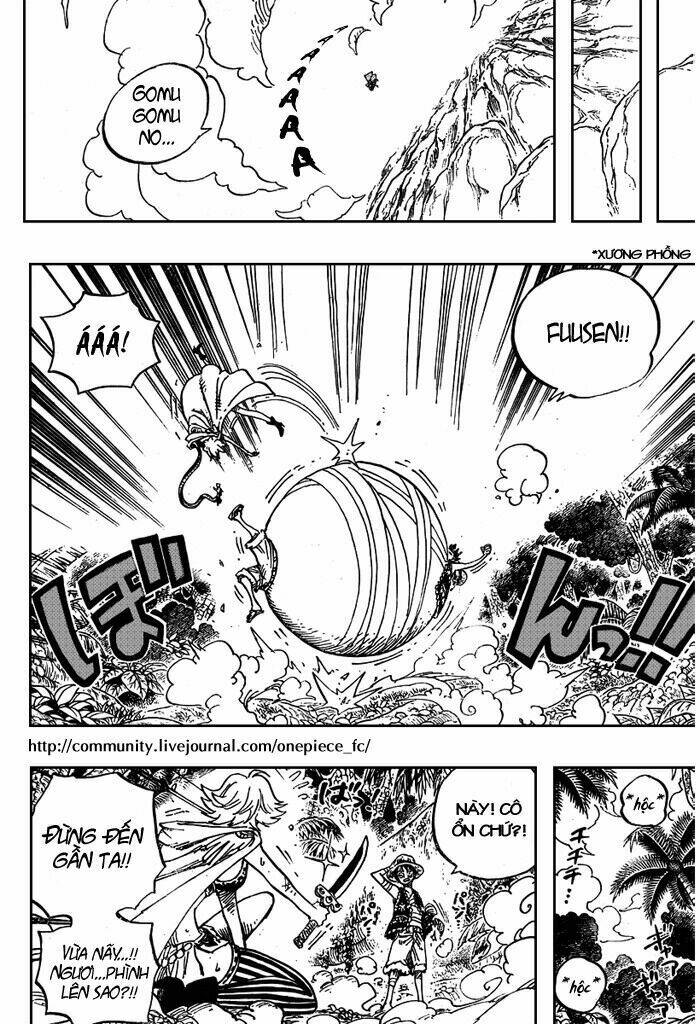 GOMU
GOMU
NO...
AAAAAAA
*XƯƠNG PHỒNG
FUUSEN!!
ÁÁÁ!
ぼ
ん
っ
!!
http://community.livejournal.com/onepiece_fc/
*hộc*
*hộc*
NÀY! CÔ
ỔN CHỨ?!
ĐỪNG ĐẾN
GẦN TA!!
VỪA NÃY...!!
NGƯƠI...PHÌNH
LÊN SAO?!!